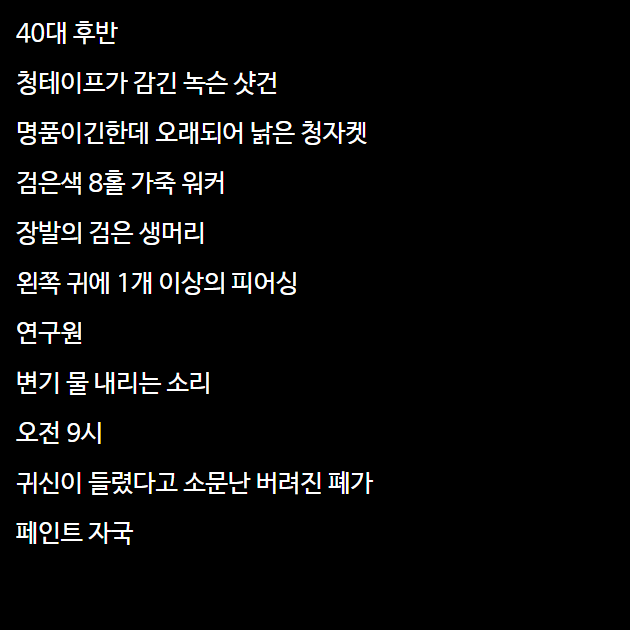 40대 후반
청테이프가 감긴 녹슨 샷건
명품이긴한데 오래되어 낡은 청자켓
검은색 8홀 가죽 워커
장발의 검은 생머리
왼쪽 귀에 1개 이상의 피어싱
연구원
변기 물 내리는 소리
오전 9시
귀신이 들렸다고 소문난 버려진 폐가
페인트 자국